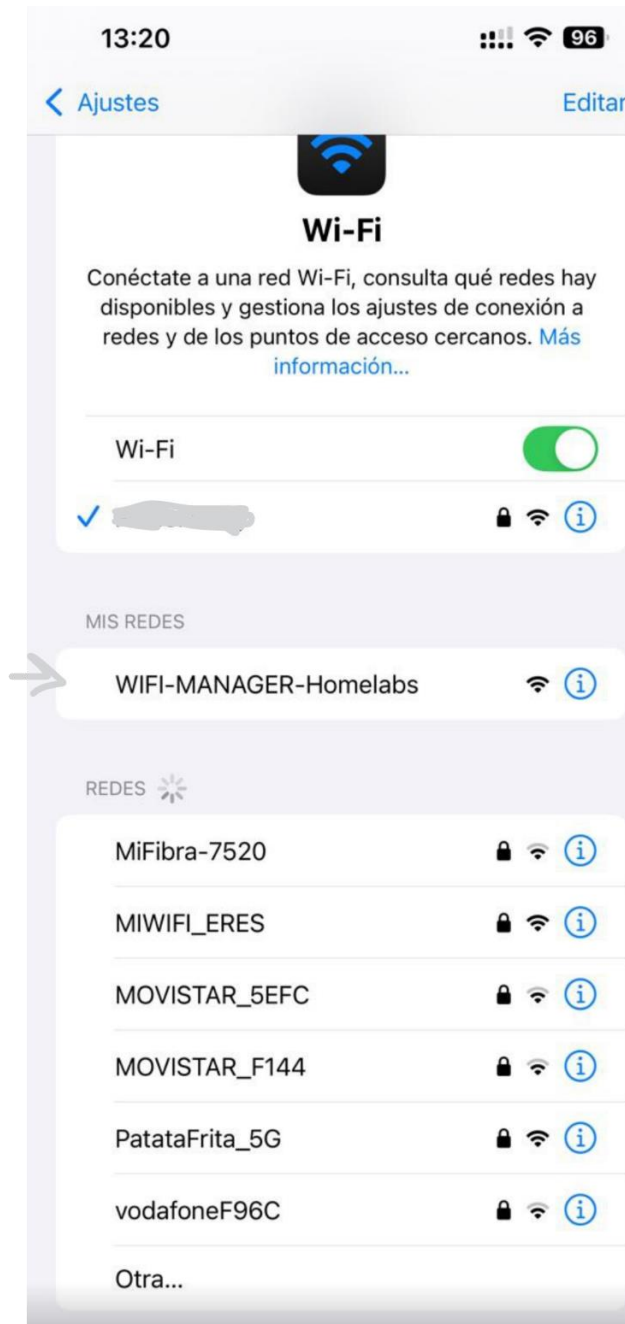 13:20
96
Ajustes
Editar
Wi-Fi
Conéctate a una red Wi-Fi, consulta qué redes hay
disponibles y gestiona los ajustes de conexión a
redes y de los puntos de acceso cercanos. Más
información...
Wi-Fi
MIS REDES
WIFI-MANAGER-Homelabs
REDES
MiFibra-7520
MIWIFI_ERES
MOVISTAR_5EFC
MOVISTAR_F144
PatataFrita_5G
vodafoneF96C
Otra...